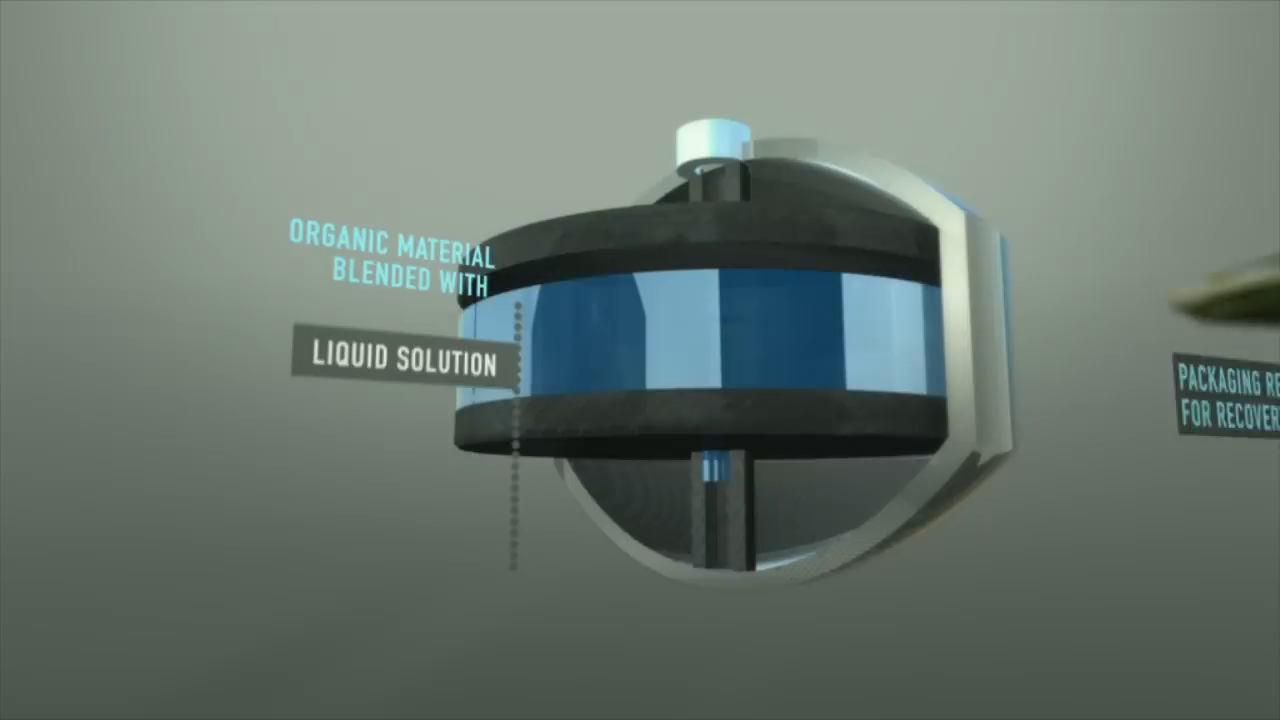 ORGANIC MATERIAL
BLENDED WITH
LIQUID SOLUTION
PACKAGING
FOR